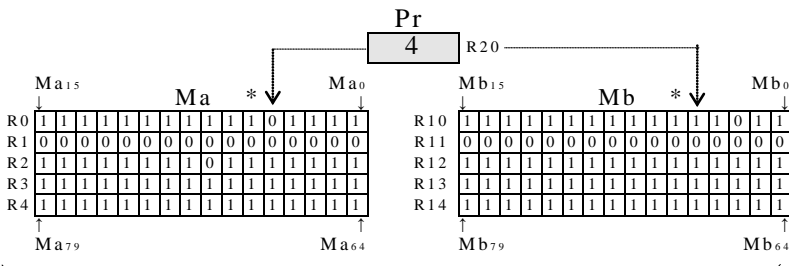 Pr
4 R20
Ma15 Ma * Ma0 Mb15 Mb * Mb0
↓ ↓ ↓ ↓
R0 1 1 1 1 1 1 1 1 1 1 1 0 1 1 1 1 R10 1 1 1 1 1 1 1 1 1 1 1 1 1 0 1 1
R1 0 0 0 0 0 0 0 0 0 0 0 0 0 0 0 0 R11 0 0 0 0 0 0 0 0 0 0 0 0 0 0 0 0
R2 1 1 1 1 1 1 1 1 0 1 1 1 1 1 1 1 R12 1 1 1 1 1 1 1 1 1 1 1 1 1 1 1 1
R3 1 1 1 1 1 1 1 1 1 1 1 1 1 1 1 1 R13 1 1 1 1 1 1 1 1 1 1 1 1 1 1 1 1
R4 1 1 1 1 1 1 1 1 1 1 1 1 1 1 1 1 R14 1 1 1 1 1 1 1 1 1 1 1 1 1 1 1 1
↑ ↑ ↑ ↑
Ma79 Ma64 Mb79 Mb64